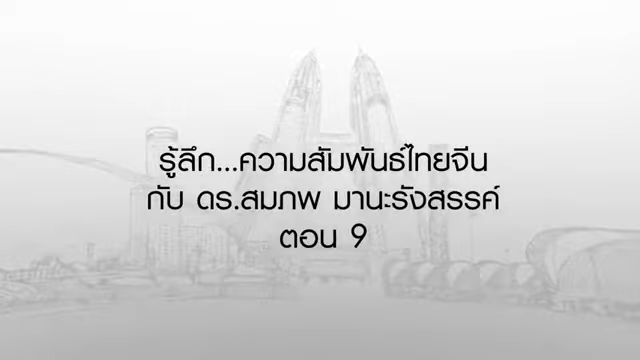 รู้ลึก...ความสัมพันธ์ไทยจีน
กับ ดร.สมภพ มานะรังสรรค์
ตอน 9